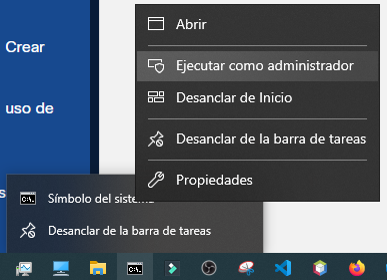 Abrir
Crear
Ejecutar como administrador
Desanclar de Inicio
uso de
Desanclar de la barra de tareas
Propiedades
s
Símbolo del sistema
Desanclar de la barra de tareas